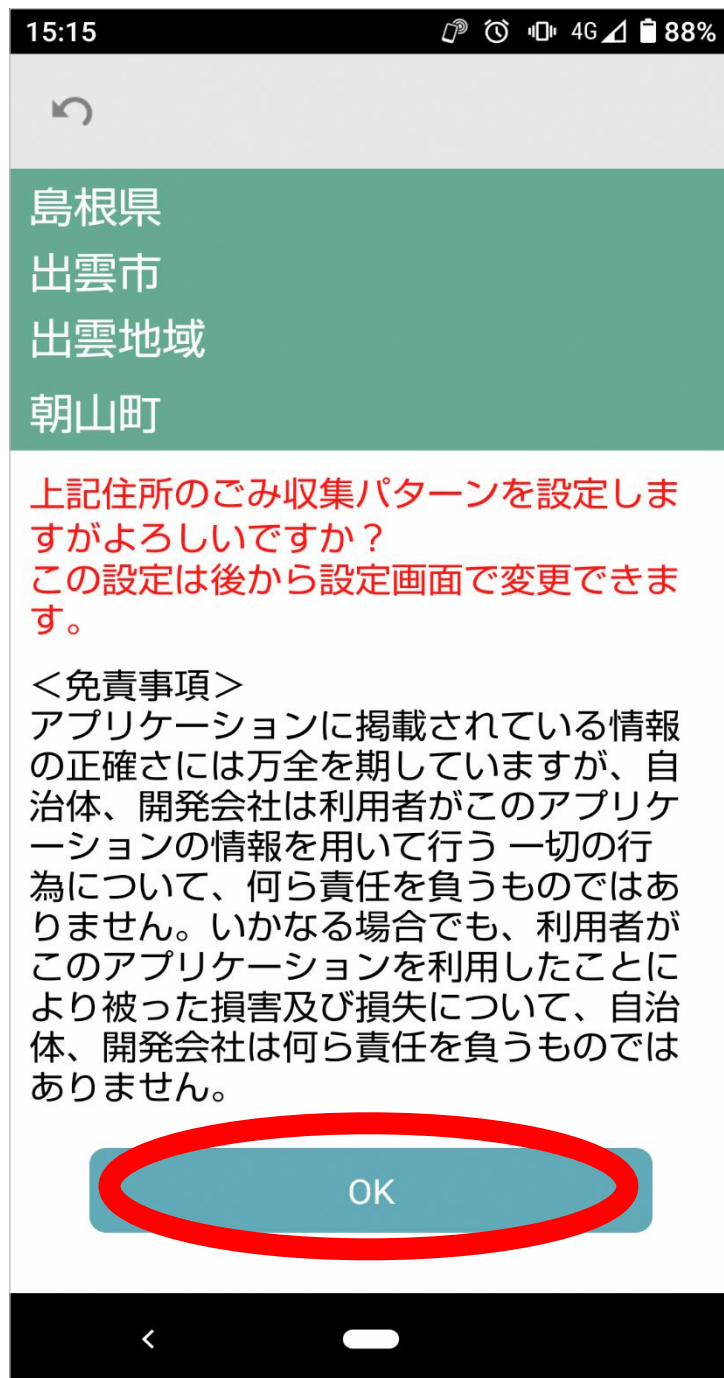 15:15 4G 88%
島根県
出雲市
出雲地域
朝山町
上記住所のごみ収集パターンを設定しま
すがよろしいですか？
この設定は後から設定画面で変更できま
す。
＜免責事項＞
アプリケーションに掲載されている情報
の正確さには万全を期していますが、自
治体、開発会社は利用者がこのアプリケ
ーションの情報を用いて行う 一切の行
為について、何ら責任を負うものではあ
りません。いかなる場合でも、利用者が
このアプリケーションを利用したことに
より被った損害及び損失について、自治
体、開発会社は何ら責任を負うものでは
ありません。
OK